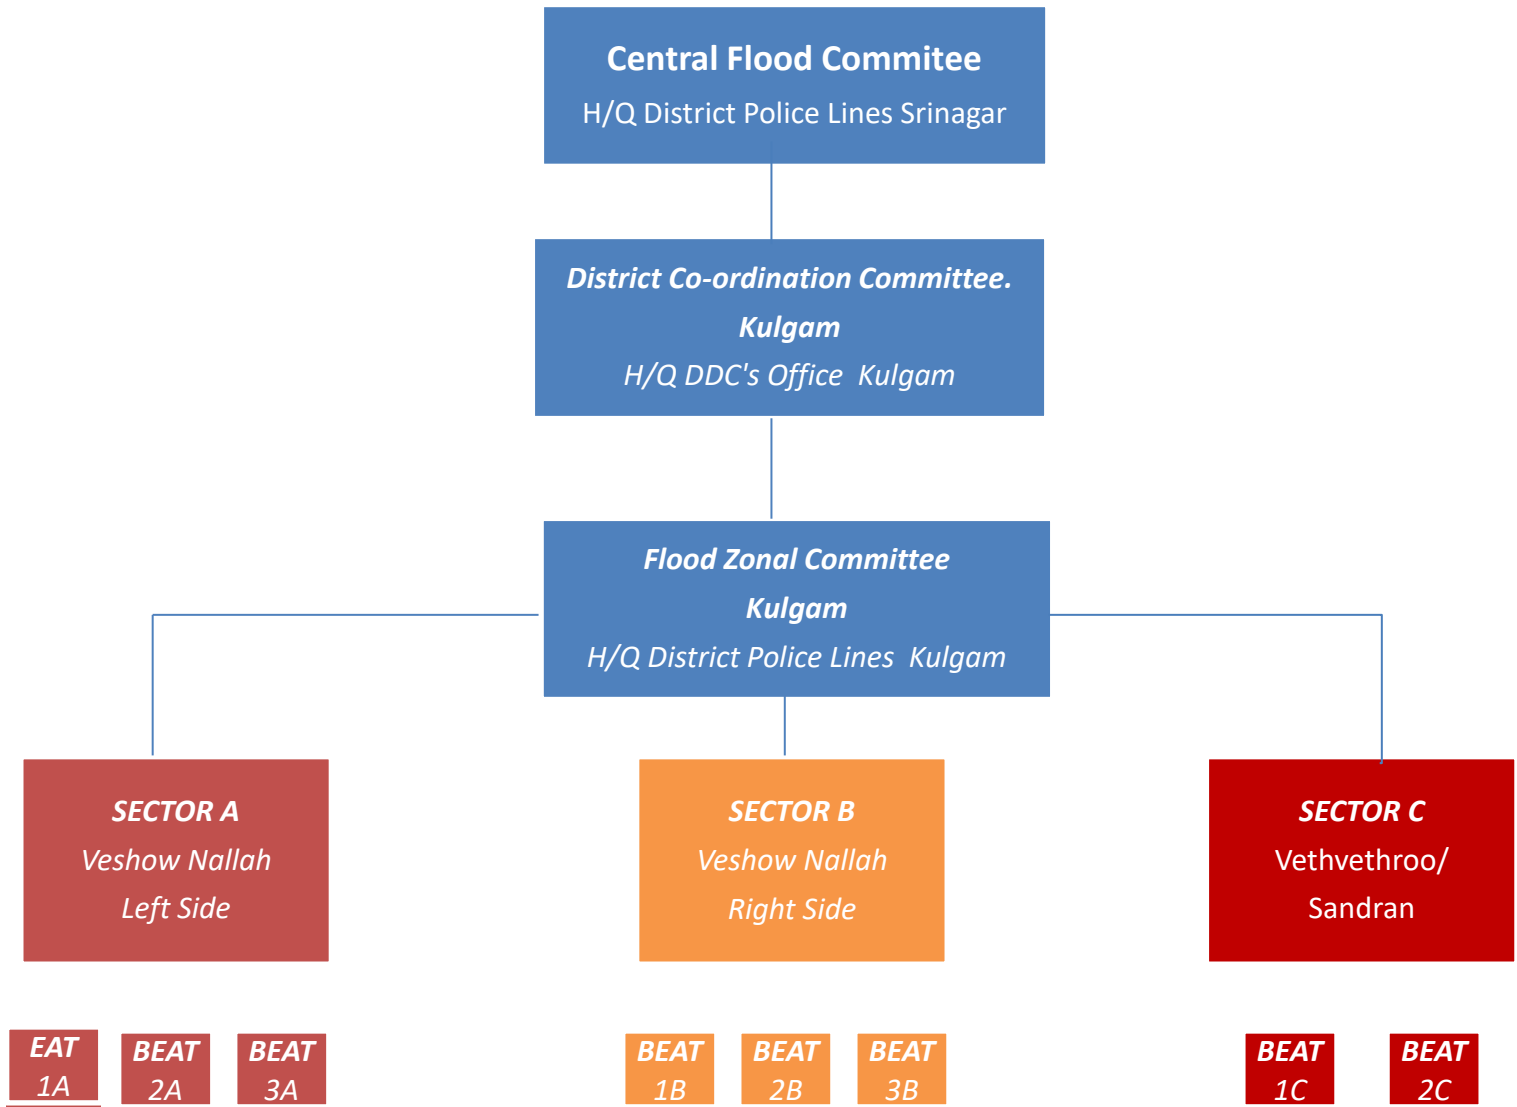 Central Flood Commitee
H/Q District Police Lines Srinagar
District Co-ordination Committee.
Kulgam
H/Q DDC's Office  Kulgam
Flood Zonal Committee
Kulgam
H/Q District Police Lines  Kulgam
SECTOR A
Veshow Nallah
Left Side
SECTOR B
Veshow Nallah
Right Side
SECTOR C
Vethvethroo/
Sandran
EAT
1A
BEAT
2A
BEAT
3A
BEAT
1B
BEAT
2B
BEAT
3B
BEAT
1C
BEAT
2C